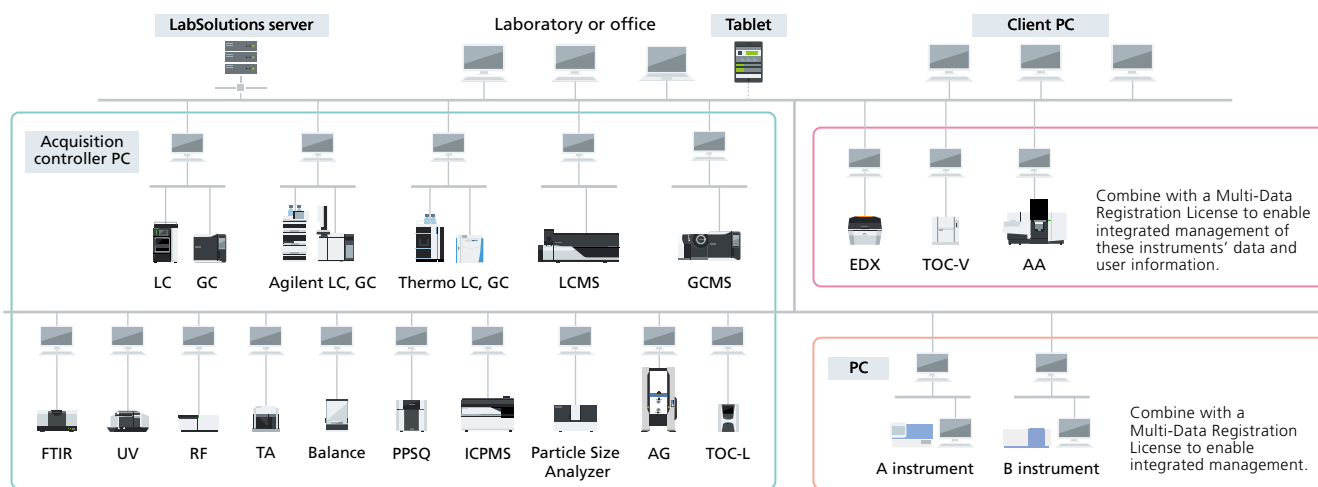 LabSolutions server
Laboratory or office
Tablet
Client PC
Acquisition
controller PC
LC
GC
Agilent LC, GC
Thermo LC, GC
LCMS
GCMS
EDX
TOC-V
AA
Combine with a Multi-Data
Registration License to enable
integrated management of
these instruments’ data and
user information.
FTIR
UV
RF
TA
Balance
PPSQ
ICPMS
Particle Size
Analyzer
AG
TOC-L
PC
A instrument
B instrument
Combine with a
Multi-Data Registration
License to enable
integrated management.